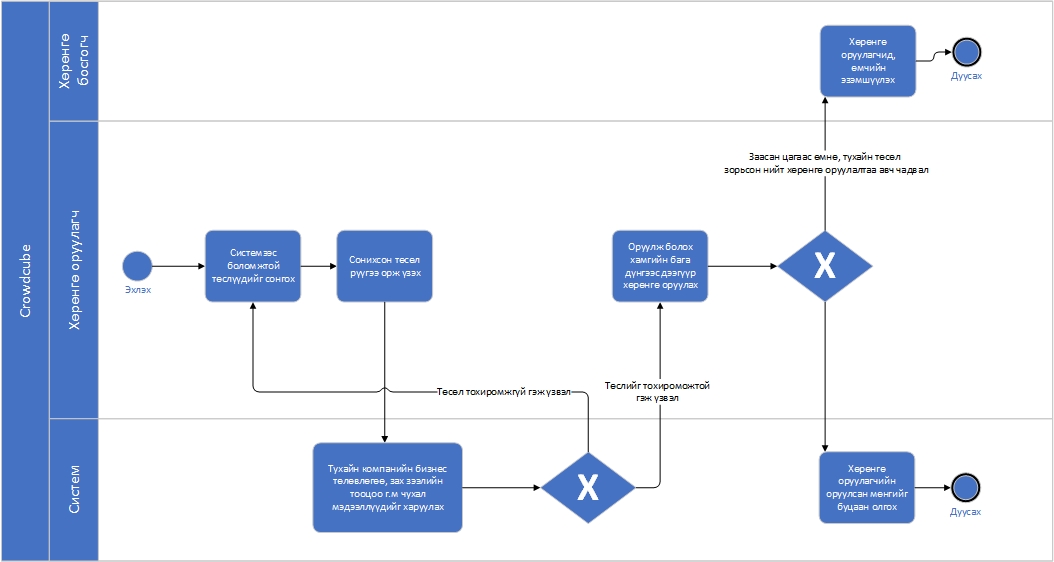 Crowdcube
Хөрөнгө
босгогч
Хөрөнгө
оруулагчид,
өмчийн
эзэмшүүлэх
Дуусах
Хөрөнгө оруулагч
Заасан цагаас өмнө, тухайн төсөл
зорьсон нийт хөрөнгө оруулалтаа авч чадвал
Эхлэх
Системээс
боломжтой
төслүүдийг сонгох
Сонихсон төсөл
рүүгээ орж үзэх
Оруулж болох
хамгийн бага
дүнгээс дээгүүр
хөрөнгө оруулах
X
Төсөл тохиромжгүй гэж үзвэл
Төслийг тохироможтой
гэж үзвэл
Систем
Тухайн компанийн бизнес
төлөвлөгөө, зах зээлийн
тооцоо г.м чухал
мэдээллүүдийг харуулах
X
Хөрөнгө
оруулагчийн
оруулсан мөнгийг
буцаан олгох
Дуусах